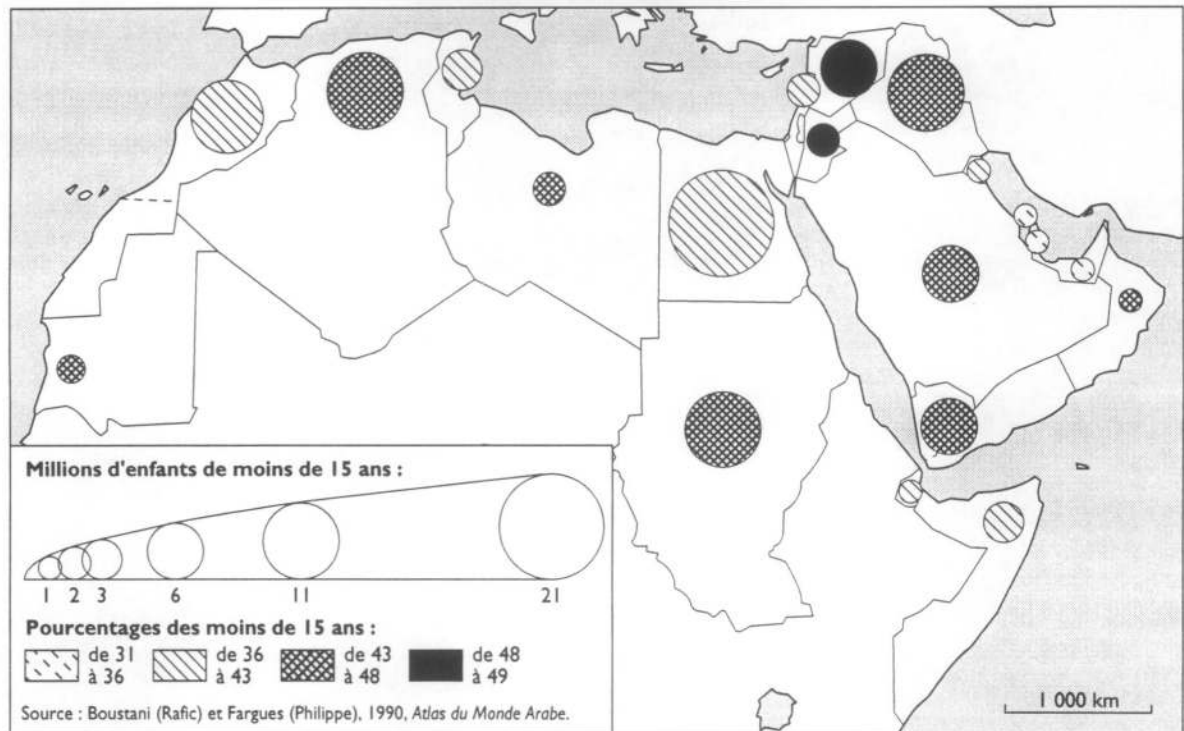 Millions d'enfants de moins de 15 ans :
1 2 3 6 11 21
Pourcentages des moins de 15 ans :
de 31 à 36
de 36 à 43
de 43 à 48
de 48 à 49
Source : Boustani (Rafic) et Fargues (Philippe), 1990, Atlas du Monde Arabe.
1 000 km